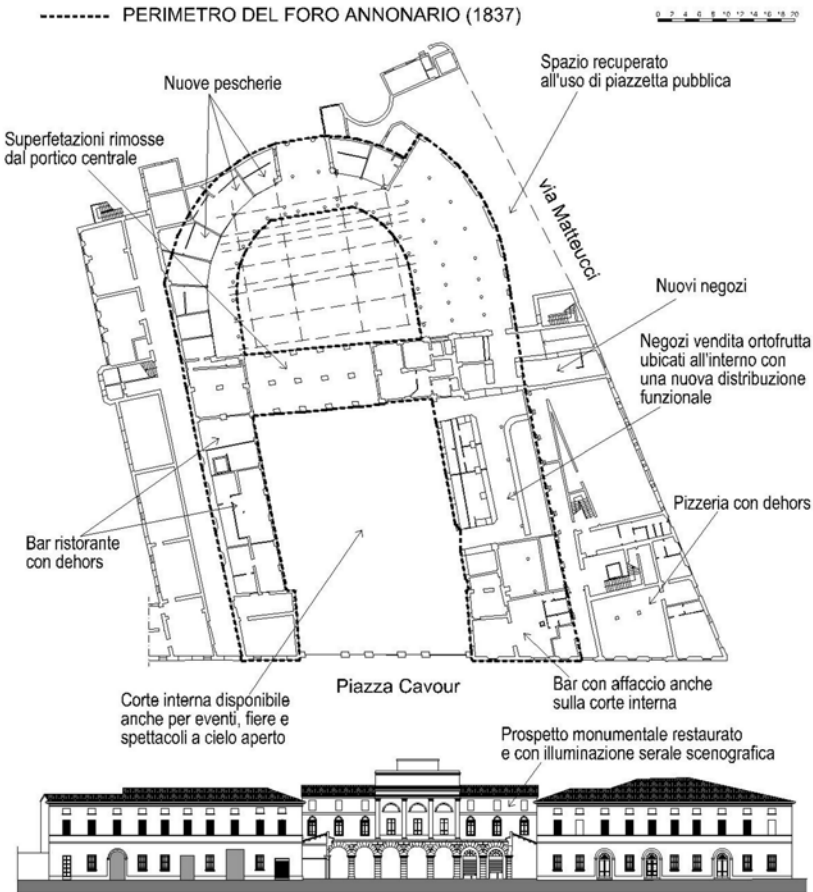 PERIMETRO DEL FORO ANNONARIO (1837)
0 2 4 6 8 10 12 14 16 18 20
Spazio recuperato
all'uso di piazzetta pubblica
Nuove pescherie
Superfetazioni rimosse
dal portico centrale
via Matteucci
Nuovi negozi
Negozi vendita ortofrutta
ubicati all'interno con
una nuova distribuzione
funzionale
Pizzeria con dehors
Bar ristorante
con dehors
Piazza Cavour
Corte interna disponibile
anche per eventi, fiere e
spettacoli a cielo aperto
Bar con affaccio anche
sulla corte interna
Prospetto monumentale restaurato
e con illuminazione serale scenografica